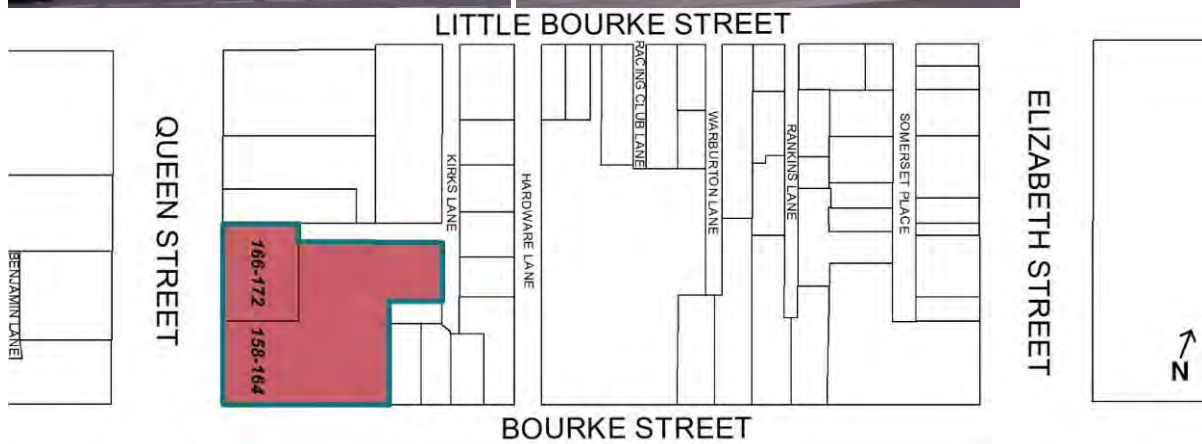 LITTLE BOURKE STREET
QUEEN STREET
BENJAMIN LANE
166-172
158-164
KIRKS LANE
HARDWARE LANE
RACING CLUB LANE
WARBURTON LANE
RANKINS LANE
SOMERSET PLACE
ELIZABETH STREET
N
BOURKE STREET